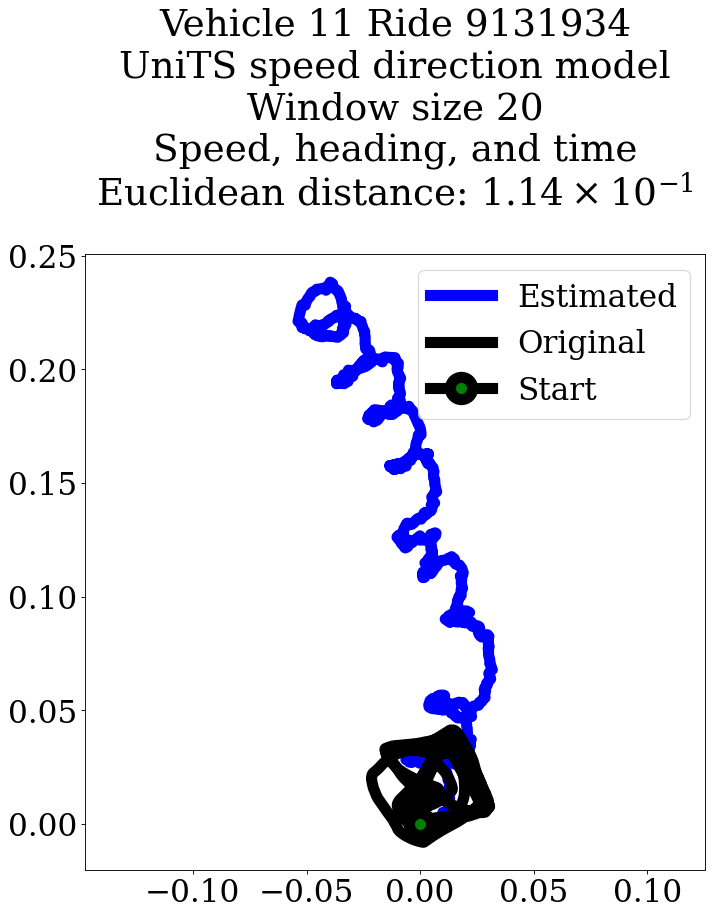 Vehicle 11 Ride 9131934
UniTS speed direction model
Window size 20
Speed, heading, and time
Euclidean distance: 1.14 × 10⁻¹
Estimated
Original
Start
0.25
0.20
0.15
0.10
0.05
0.00
−0.10 −0.05 0.00 0.05 0.10